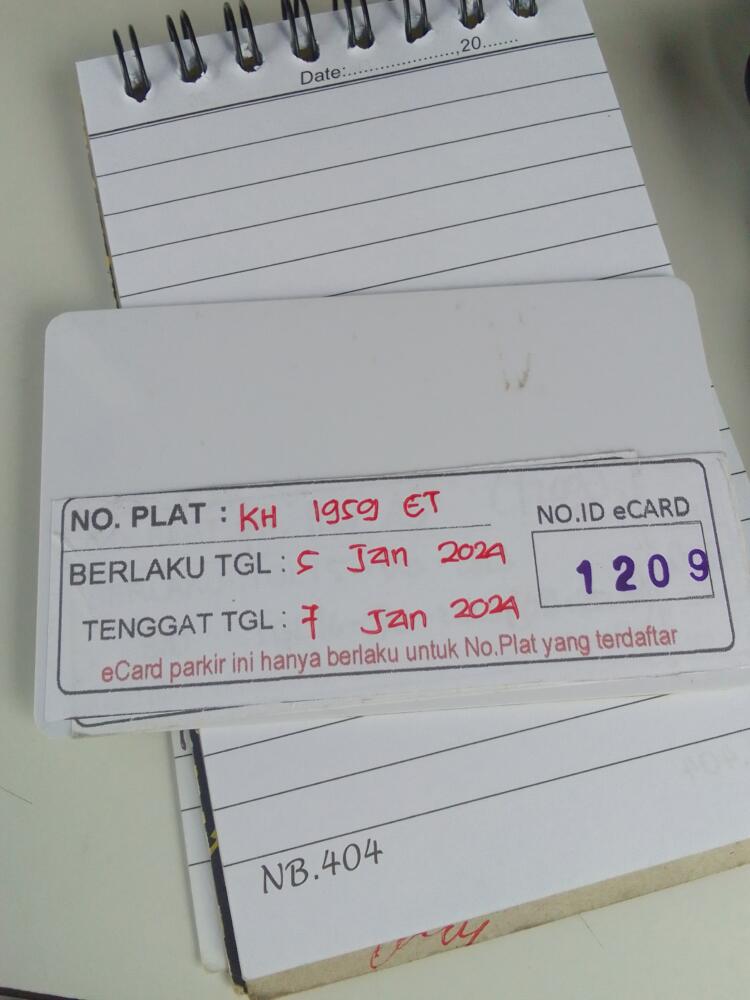 Date:....................,20.......
NO. PLAT : KH 1959 ET
NO.ID eCARD
BERLAKU TGL : 5 Jan 2024
1209
TENGGAT TGL : 7 Jan 2024
eCard parkir ini hanya berlaku untuk No.Plat yang terdaftar
NB.404